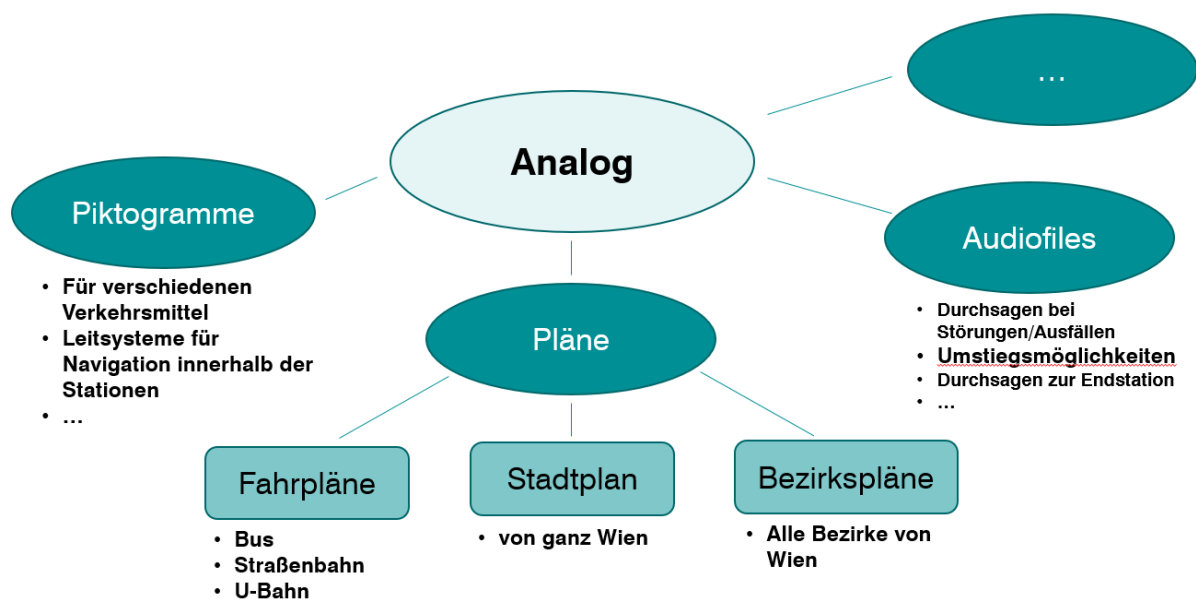 ...
Analog
Piktogramme
Audiofiles
• Für verschiedenen
Verkehrsmittel
• Leitsysteme für
Navigation innerhalb der
Stationen
• ...
Pläne
• Durchsagen bei
Störungen/Ausfällen
• Umstiegsmöglichkeiten
• Durchsagen zur Endstation
• ...
Fahrpläne
Stadtplan
Bezirkspläne
• Bus
• Straßenbahn
• U-Bahn
• von ganz Wien
• Alle Bezirke von
Wien